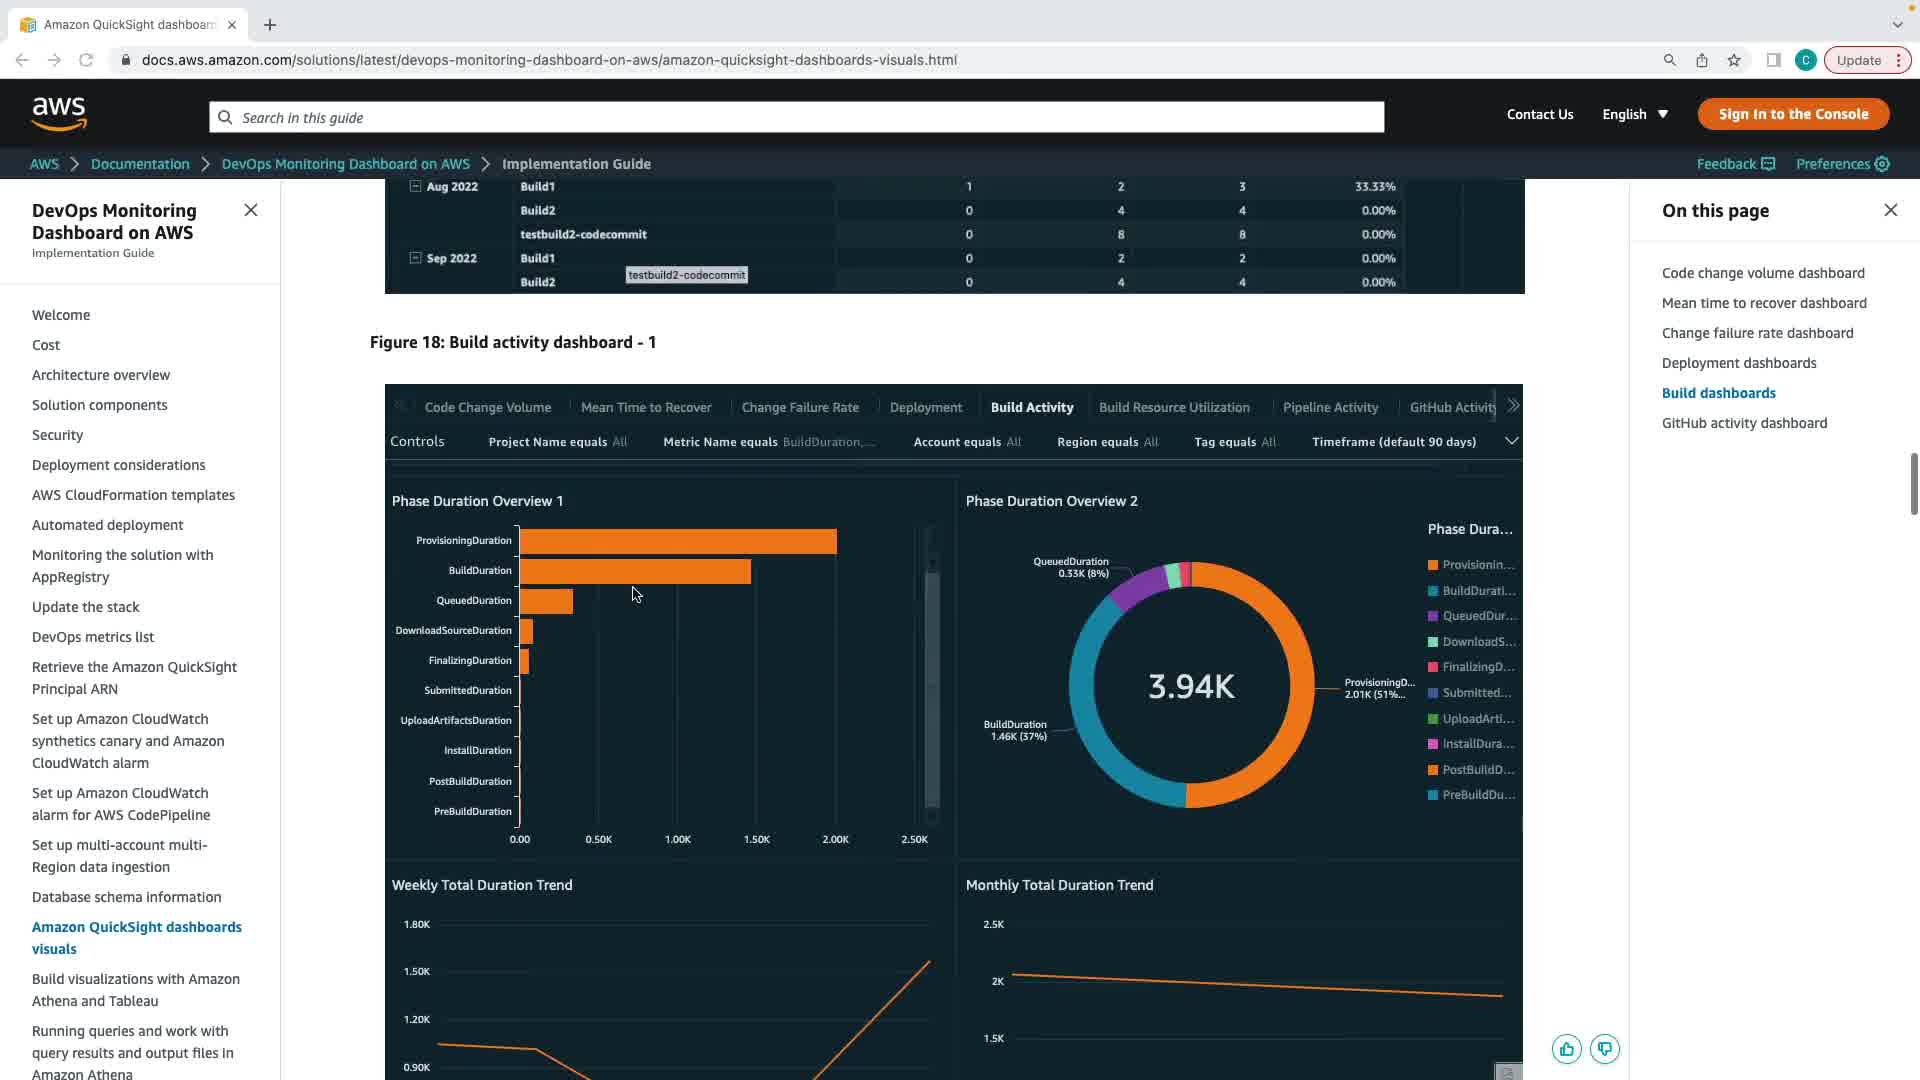 Amazon QuickSight dashboard
docs.aws.amazon.com/solutions/latest/devops-monitoring-dashboard-on-aws/amazon-quicksight-dashboards-visuals.html
C
Update
aws
Search in this guide
Contact Us
English
Sign In to the Console
AWS
Documentation
DevOps Monitoring Dashboard on AWS
Implementation Guide
Feedback
Preferences
DevOps Monitoring
Dashboard on AWS
Implementation Guide
Welcome
Cost
Architecture overview
Solution components
Security
Deployment considerations
AWS CloudFormation templates
Automated deployment
Monitoring the solution with
AppRegistry
Update the stack
DevOps metrics list
Retrieve the Amazon QuickSight
Principal ARN
Set up Amazon CloudWatch
synthetics canary and Amazon
CloudWatch alarm
Set up Amazon CloudWatch
alarm for AWS CodePipeline
Set up multi-account multi-
Region data ingestion
Database schema information
Amazon QuickSight dashboards
visuals
Build visualizations with Amazon
Athena and Tableau
Running queries and work with
query results and output files in
Amazon Athena
Aug 2022 Build1 1 2 3 33.33%
Build2 0 4 4 0.00%
testbuild2-codecommit 0 8 8 0.00%
Sep 2022 Build1 0 2 2 0.00%
testbuild2-codecommit
Build2 0 4 4 0.00%
Figure 18: Build activity dashboard - 1
Code Change Volume Mean Time to Recover Change Failure Rate Deployment Build Activity Build Resource Utilization Pipeline Activity GitHub Activity
Controls Project Name equals All Metric Name equals BuildDuration,... Account equals All Region equals All Tag equals All Timeframe (default 90 days)
Phase Duration Overview 1
ProvisioningDuration
BuildDuration
QueuedDuration
DownloadSourceDuration
FinalizingDuration
SubmittedDuration
UploadArtifactsDuration
InstallDuration
PostBuildDuration
PreBuildDuration
0.00 0.50K 1.00K 1.50K 2.00K 2.50K
Phase Duration Overview 2
QueuedDuration
0.33K (8%)
3.94K
ProvisioningD...
2.01K (51%...
BuildDuration
1.46K (37%)
Phase Dura...
Provisionin...
BuildDurati...
QueuedDur...
DownloadS...
FinalizingD...
Submitted...
UploadArti...
InstallDura...
PostBuildD...
PreBuildDu...
Weekly Total Duration Trend
1.80K
1.50K
1.20K
0.90K
Monthly Total Duration Trend
2.5K
2K
1.5K
On this page
Code change volume dashboard
Mean time to recover dashboard
Change failure rate dashboard
Deployment dashboards
Build dashboards
GitHub activity dashboard